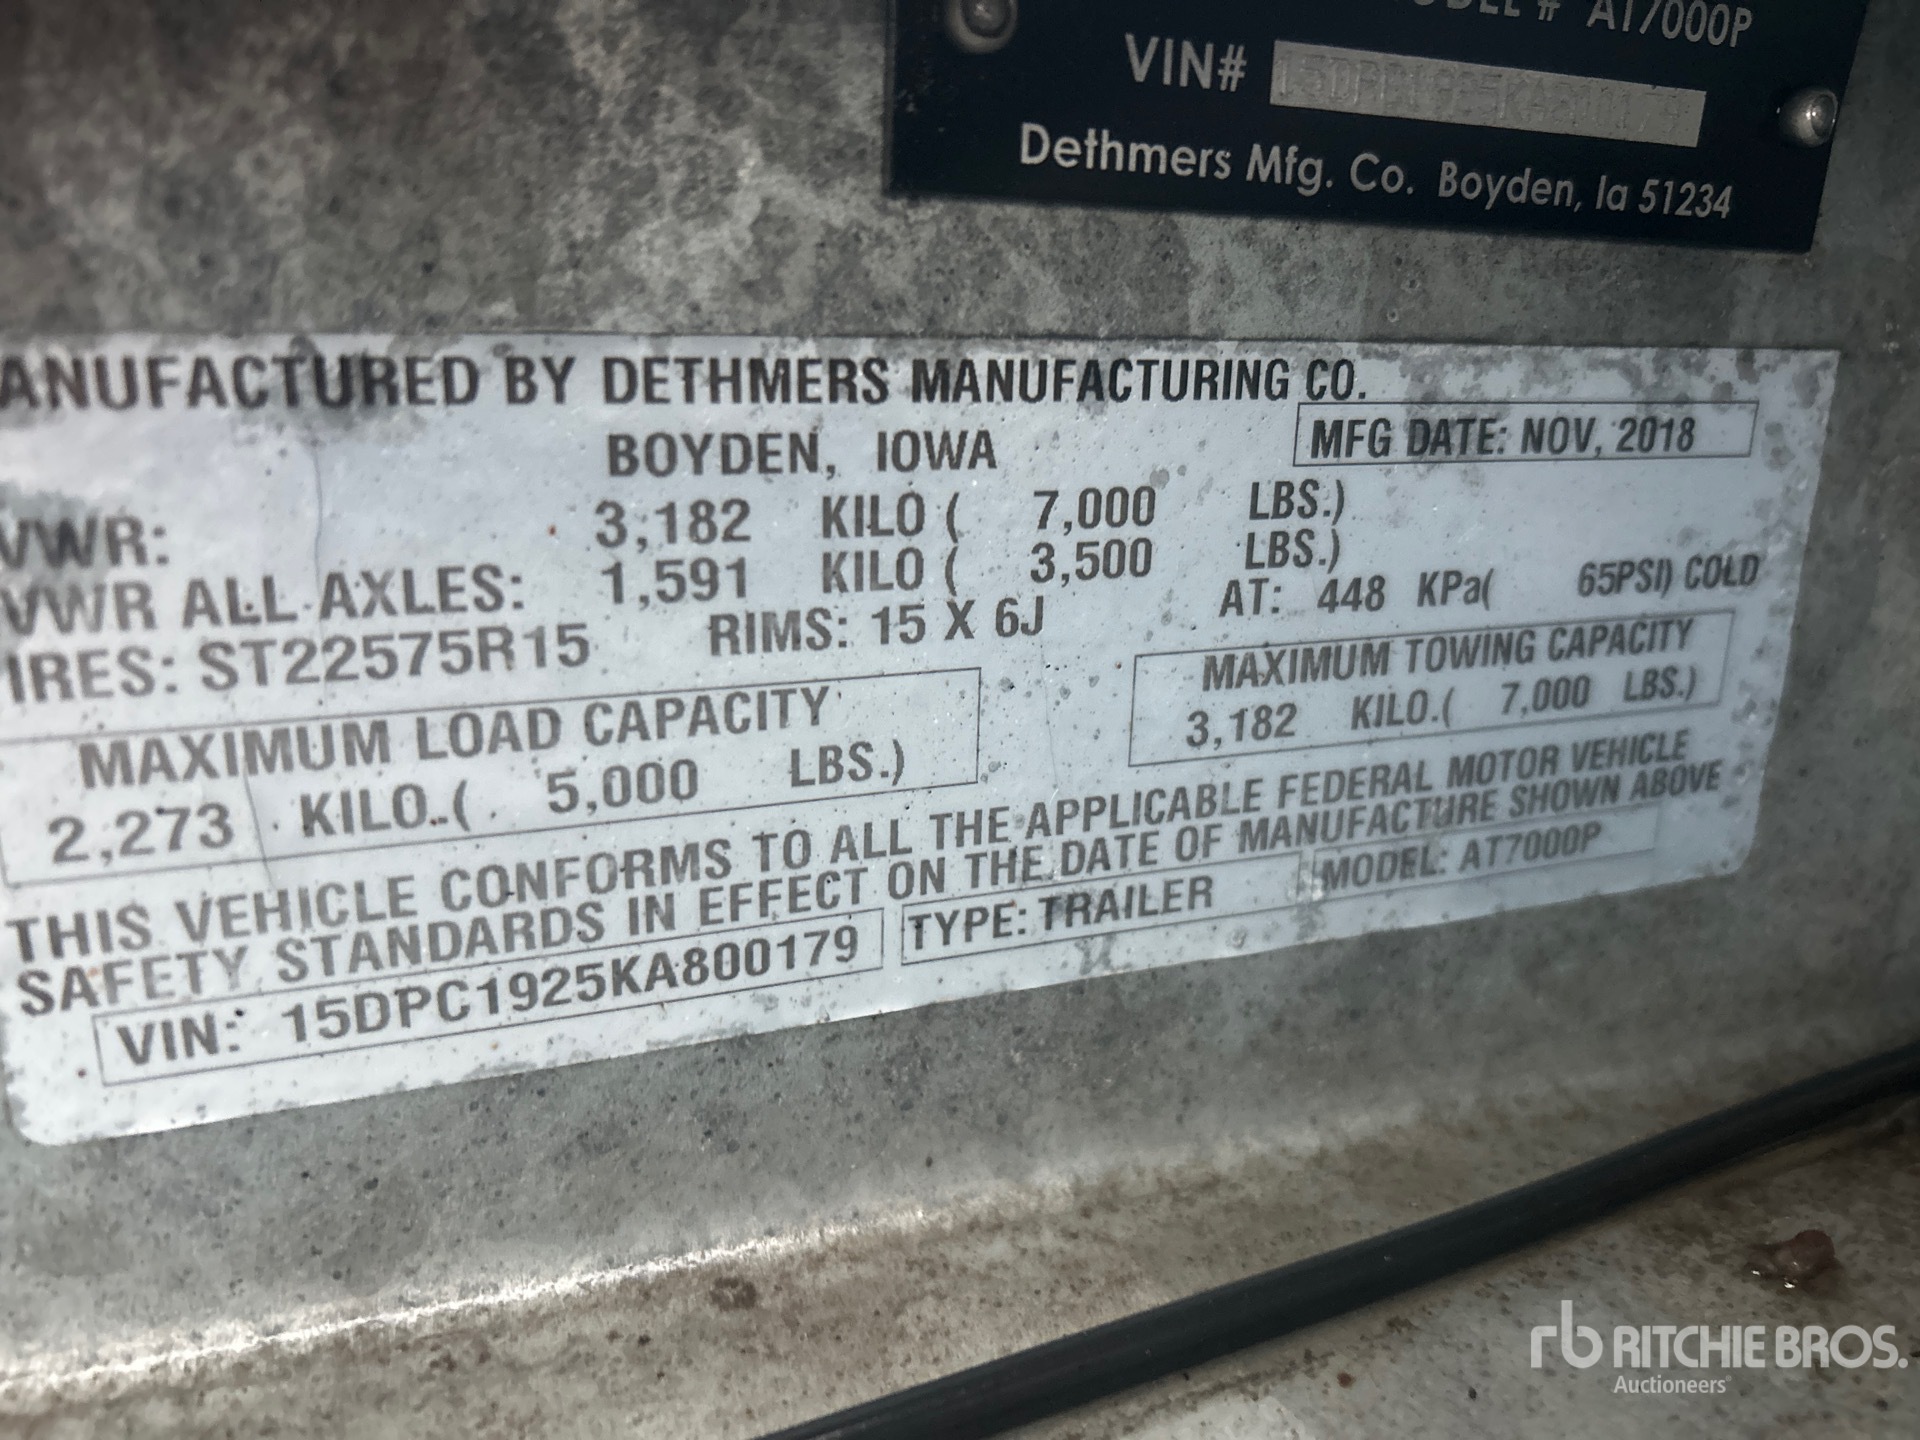 # AT7000P
VIN#
Dethmers Mfg. Co. Boyden, Ia 51234
ANUFACTURED BY DETHMERS MANUFACTURING CO.
BOYDEN, IOWA
MFG DATE: NOV, 2018
VWR: 3,182 KILO ( 7,000 LBS.)
VWR ALL AXLES: 1,591 KILO ( 3,500 LBS.)
IRES: ST22575R15 RIMS: 15 X 6J AT: 448 KPa( 65PSI) COLD
MAXIMUM LOAD CAPACITY
2,273 KILO.( 5,000 LBS.)
MAXIMUM TOWING CAPACITY
3,182 KILO.( 7,000 LBS.)
THIS VEHICLE CONFORMS TO ALL THE APPLICABLE FEDERAL MOTOR VEHICLE
SAFETY STANDARDS IN EFFECT ON THE DATE OF MANUFACTURE SHOWN ABOVE
VIN: 15DPC1925KA800179 TYPE: TRAILER MODEL: AT7000P
rb RITCHIE BROS.
Auctioneers